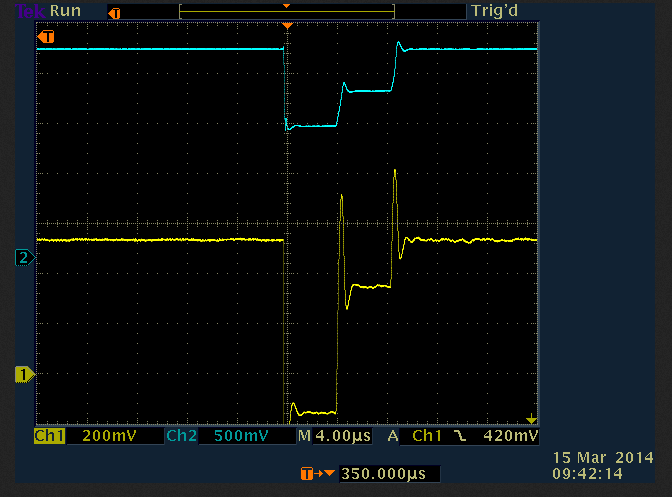 Tek Run Trig'd
T
T
2
1
Ch1 200mV Ch2 500mV M 4.00µs A Ch1 420mV
T 350.000µs
15 Mar 2014
09:42:14